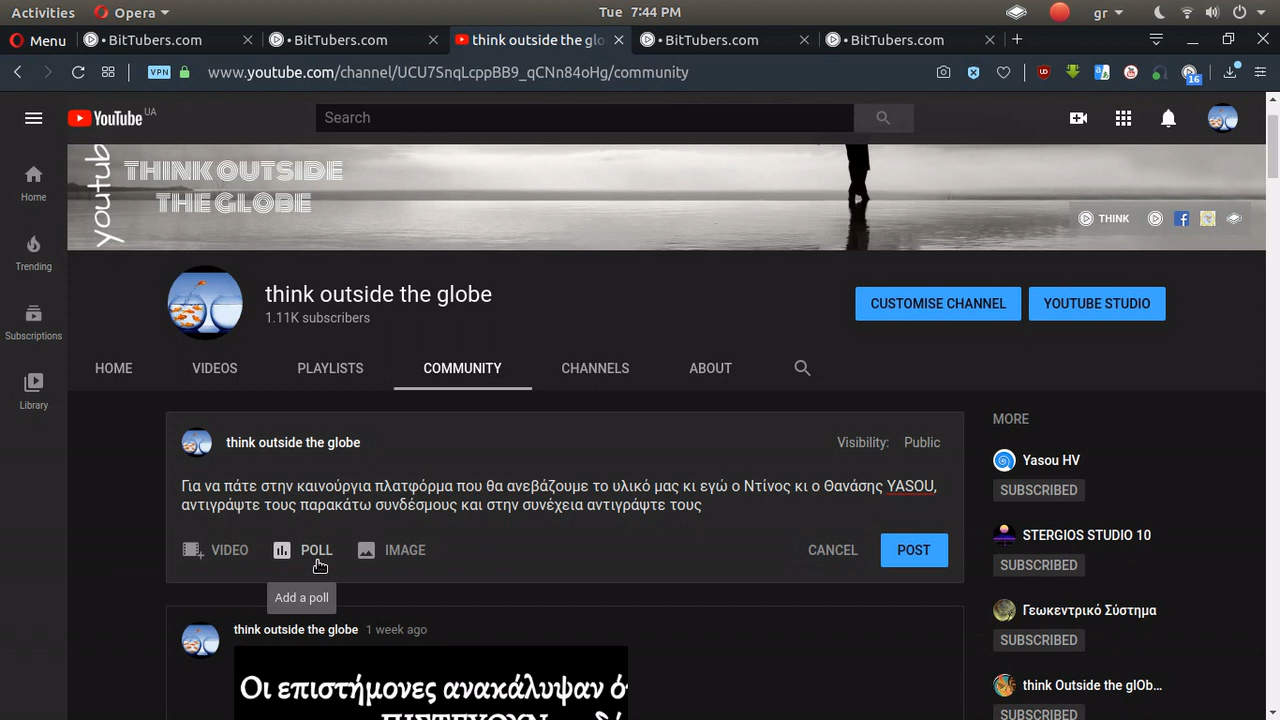 Activities Opera Tue 7:44 PM gr
Menu BitTubers.com BitTubers.com think outside the glo BitTubers.com BitTubers.com
VPN www.youtube.com/channel/UCU7SnqLcppBB9_qCNn84oHg/community 16
YouTube UA Search
Home
Trending
Subscriptions
Library
youtub
THINK OUTSIDE
THE GLOBE
THINK
think outside the globe
1.11K subscribers
CUSTOMISE CHANNEL YOUTUBE STUDIO
HOME VIDEOS PLAYLISTS COMMUNITY CHANNELS ABOUT
think outside the globe Visibility: Public
Για να πάτε στην καινούργια πλατφόρμα που θα ανεβάζουμε το υλικό μας κι εγώ ο Ντίνος κι ο Θανάσης YASOU,
αντιγράψτε τους παρακάτω συνδέσμους και στην συνέχεια αντιγράψτε τους
VIDEO POLL IMAGE CANCEL POST
Add a poll
think outside the globe 1 week ago
Οι επιστήμονες ανακάλυψαν ό
ΠΙΣΤΕΥΟΥΝ
MORE
Yasou HV
SUBSCRIBED
STERGIOS STUDIO 10
SUBSCRIBED
Γεωκεντρικό Σύστημα
SUBSCRIBED
think Outside the glOb...
SUBSCRIBED